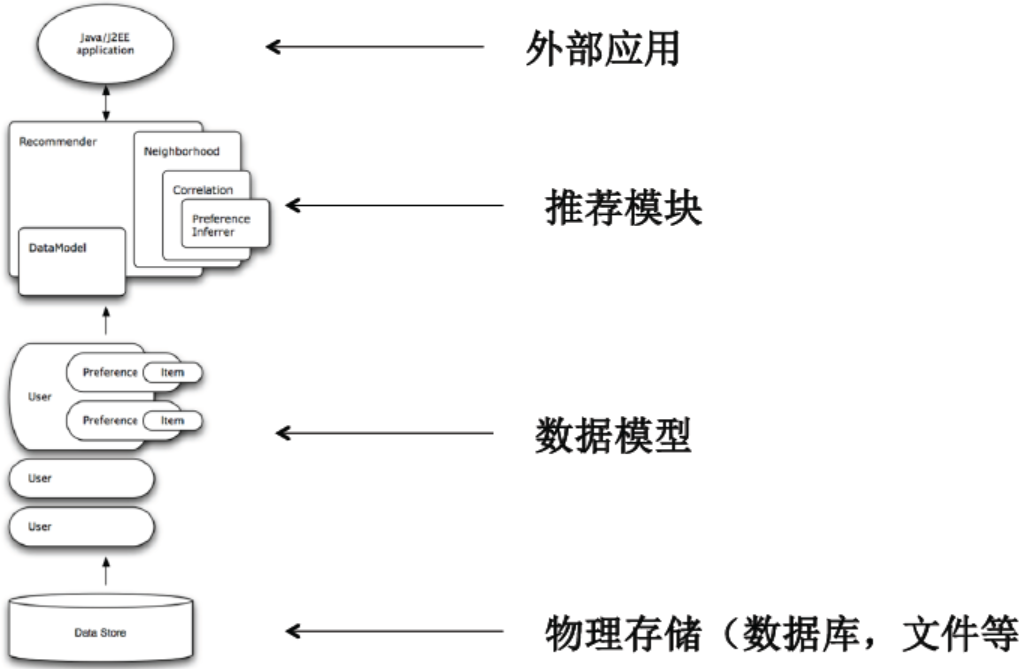 Java/J2EE
application
外部应用
Recommender
Neighborhood
Correlation
Preference
Inferrer
DataModel
推荐模块
User
Preference
Item
Preference
Item
User
User
数据模型
Data Store
物理存储（数据库，文件等